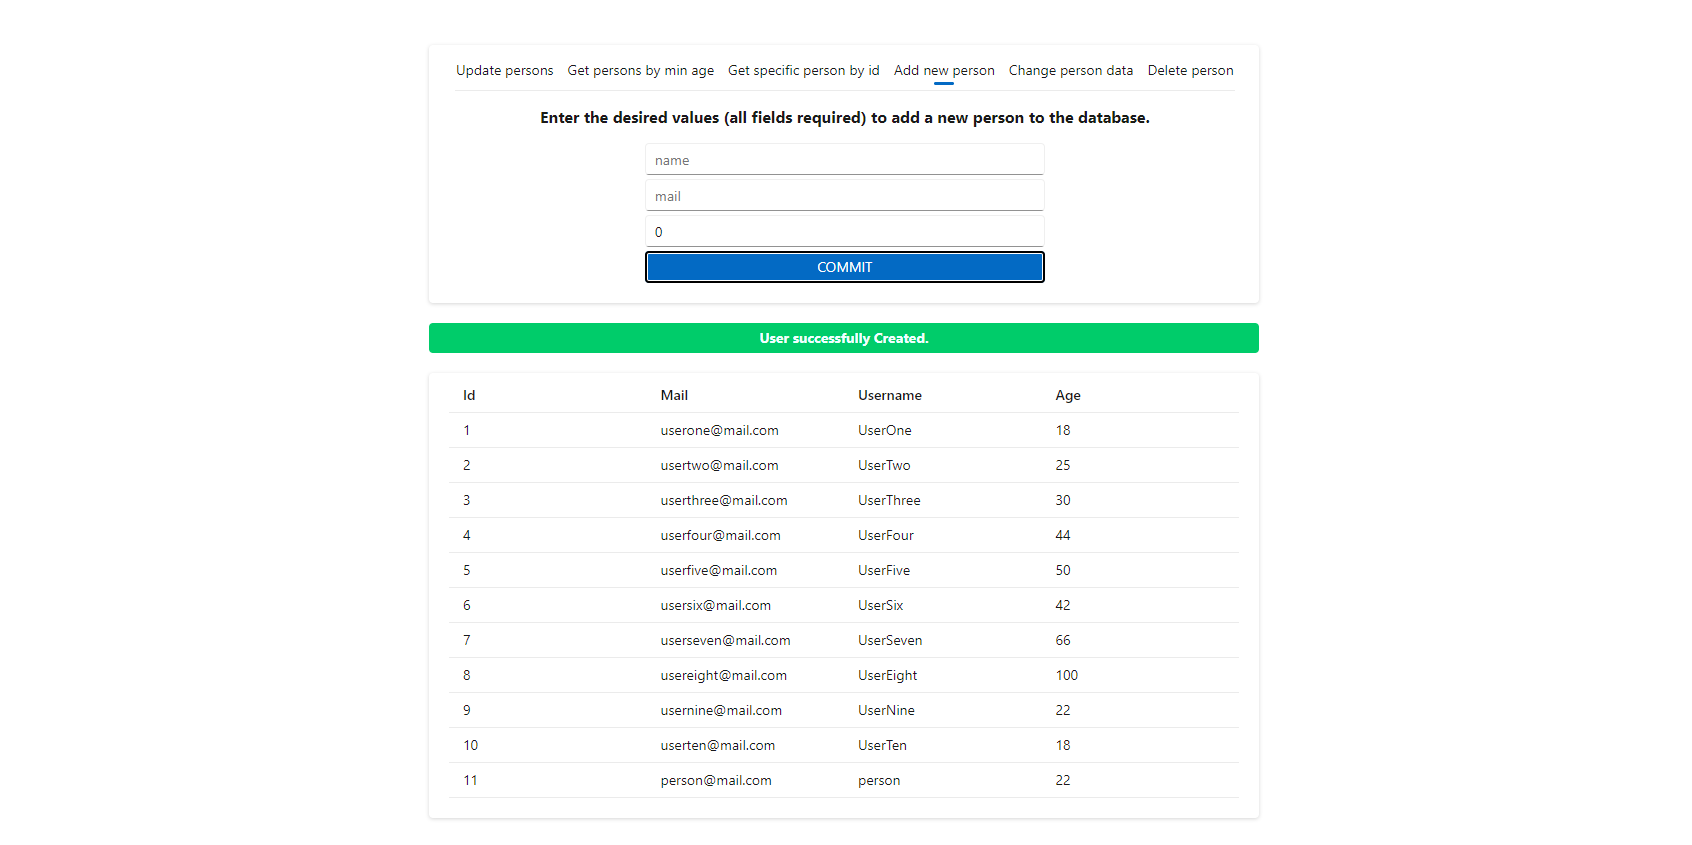 Update persons Get persons by min age Get specific person by id Add new person Change person data Delete person
Enter the desired values (all fields required) to add a new person to the database.
name
mail
0
COMMIT
User successfully Created.
Id Mail Username Age
1 userone@mail.com UserOne 18
2 usertwo@mail.com UserTwo 25
3 userthree@mail.com UserThree 30
4 userfour@mail.com UserFour 44
5 userfive@mail.com UserFive 50
6 usersix@mail.com UserSix 42
7 userseven@mail.com UserSeven 66
8 usereight@mail.com UserEight 100
9 usernine@mail.com UserNine 22
10 userten@mail.com UserTen 18
11 person@mail.com person 22